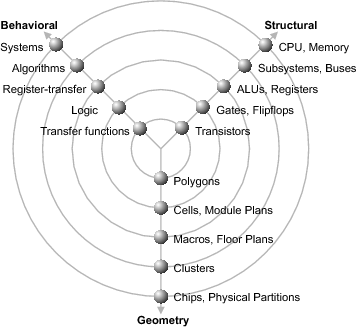 Behavioral Structural
Systems CPU, Memory
Algorithms Subsystems, Buses
Register-transfer ALUs, Registers
Logic Gates, Flipflops
Transfer functions Transistors
Polygons
Cells, Module Plans
Macros, Floor Plans
Clusters
Chips, Physical Partitions
Geometry